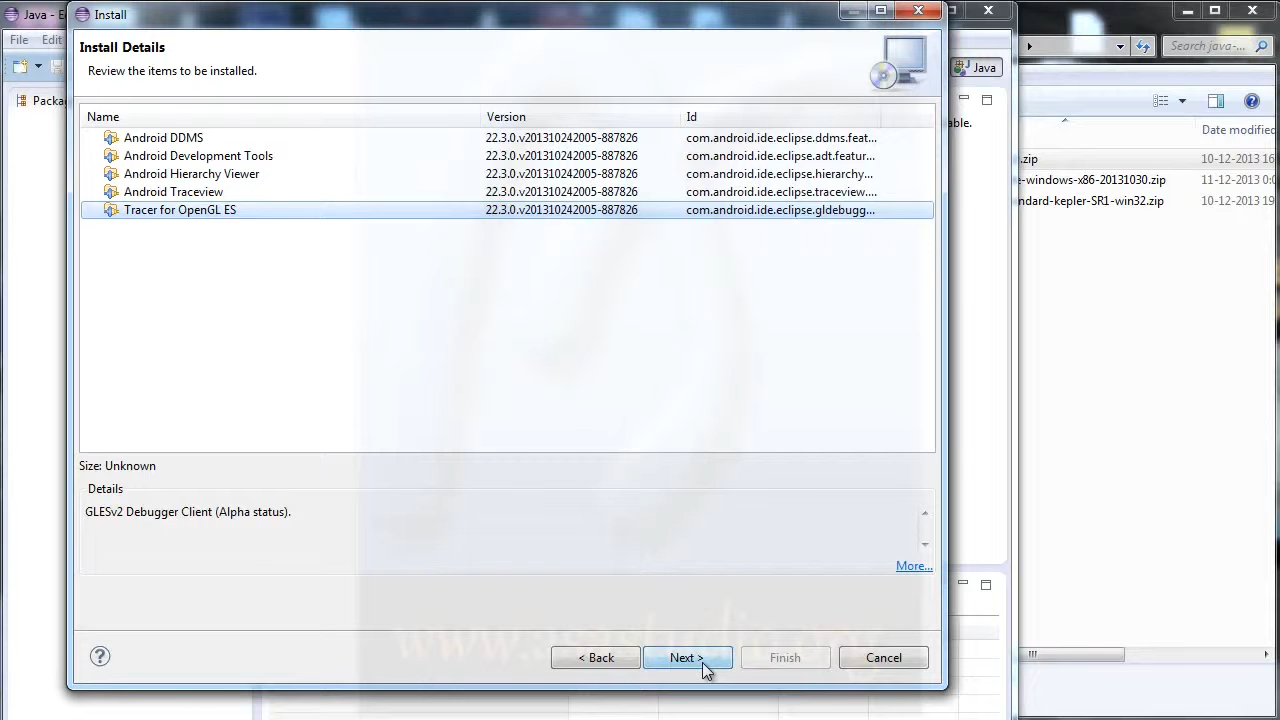 Java - E
Install
File Edit
Search java-...
Install Details
Review the items to be installed.
Java
Packa
able.
Name Version Id
Date modified
Android DDMS 22.3.0.v201310242005-887826 com.android.ide.eclipse.ddms.feat...
Android Development Tools 22.3.0.v201310242005-887826 com.android.ide.eclipse.adt.featur...
.zip 10-12-2013 16
Android Hierarchy Viewer 22.3.0.v201310242005-887826 com.android.ide.eclipse.hierarchy...
e-windows-x86-20131030.zip 11-12-2013 0:0
Android Traceview 22.3.0.v201310242005-887826 com.android.ide.eclipse.traceview....
ndard-kepler-SR1-win32.zip 10-12-2013 19
Tracer for OpenGL ES 22.3.0.v201310242005-887826 com.android.ide.eclipse.gldebugg...
Size: Unknown
Details
GLESv2 Debugger Client (Alpha status).
More...
< Back Next > Finish Cancel